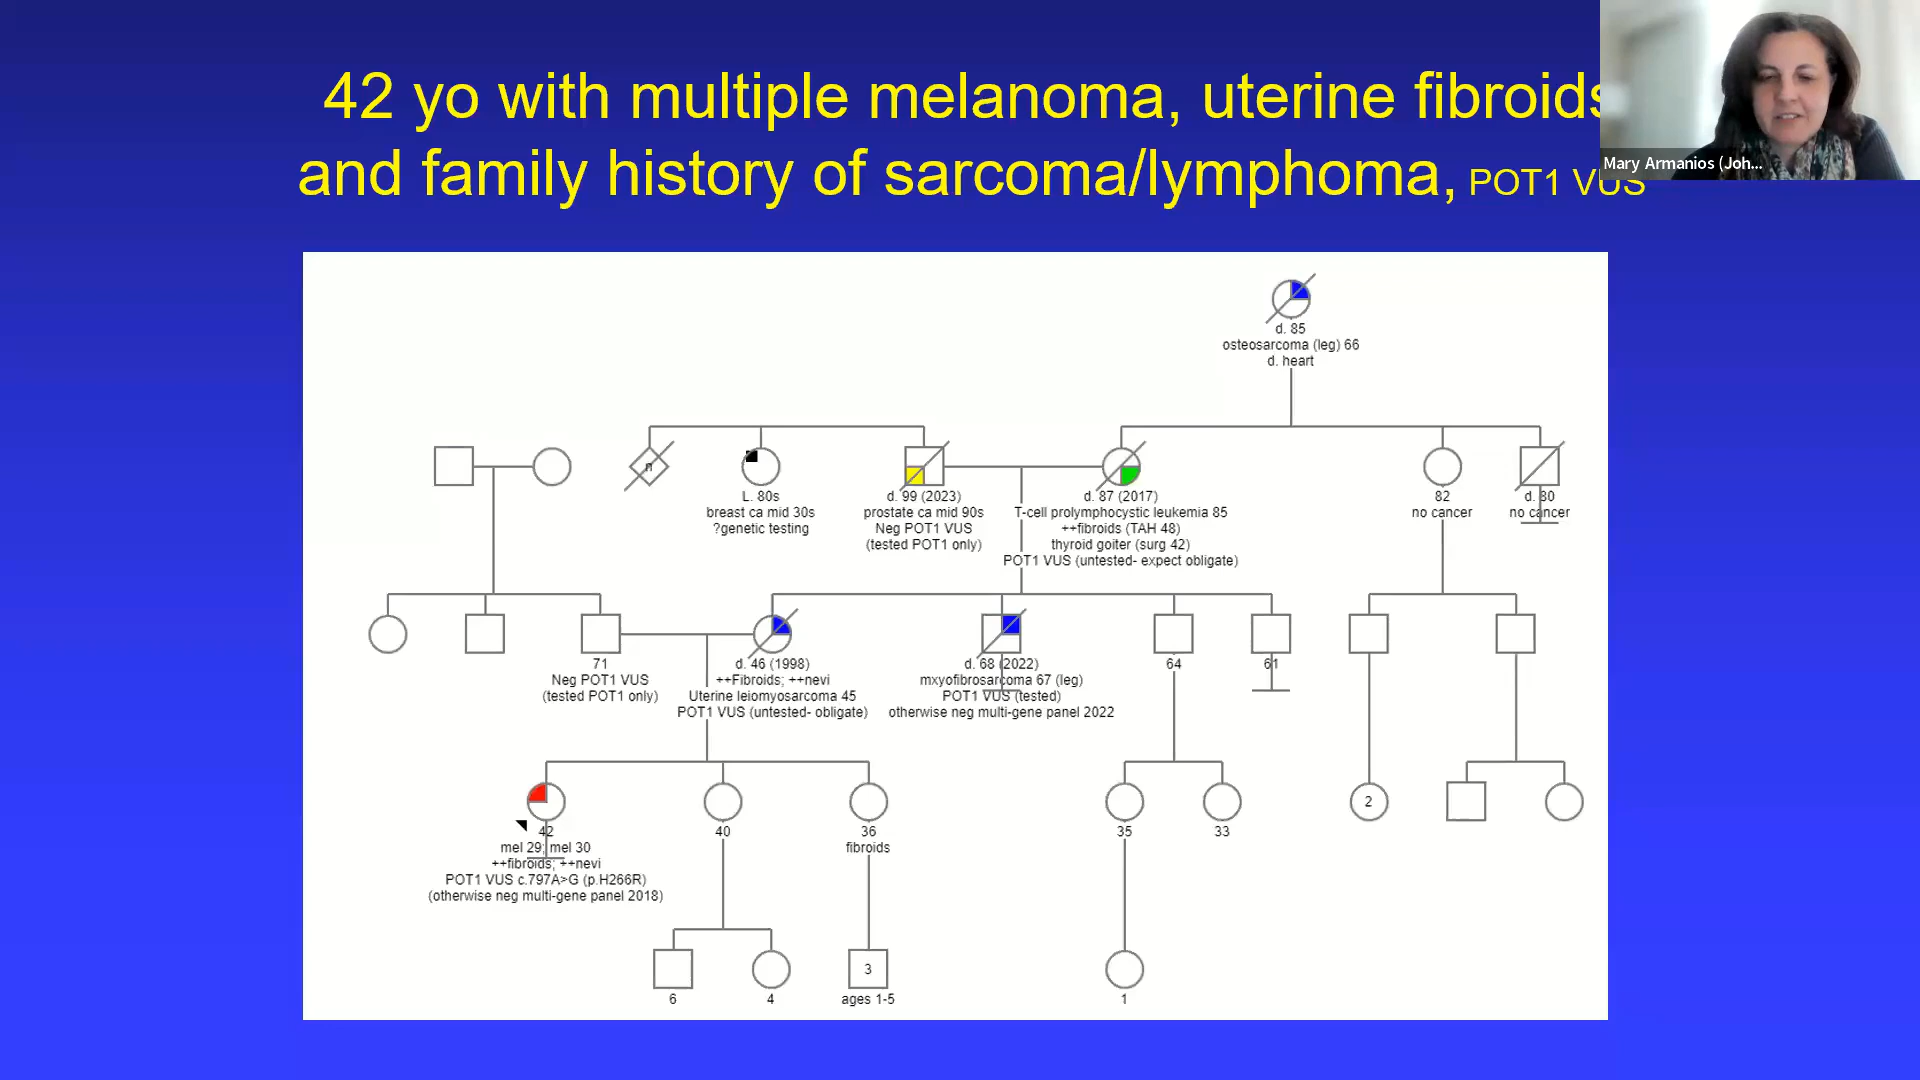 42 yo with multiple melanoma, uterine fibroids
and family history of sarcoma/lymphoma, POT1 VUS
Mary Armanios (Joh...
d. 85
osteosarcoma (leg) 66
d. heart
n
L. 80s
breast ca mid 30s
?genetic testing
d. 99 (2023)
prostate ca mid 90s
Neg POT1 VUS
(tested POT1 only)
d. 87 (2017)
T-cell prolymphocystic leukemia 85
++fibroids (TAH 48)
thyroid goiter (surg 42)
POT1 VUS (untested- expect obligate)
82
no cancer
d. 80
no cancer
71
Neg POT1 VUS
(tested POT1 only)
d. 46 (1998)
++Fibroids; ++nevi
Uterine leiomyosarcoma 45
POT1 VUS (untested- obligate)
d. 68 (2022)
mxyofibrosarcoma 67 (leg)
POT1 VUS (tested)
otherwise neg multi-gene panel 2022
64
61
42
mel 29; mel 30
++fibroids; ++nevi
POT1 VUS c.797A>G (p.H266R)
(otherwise neg multi-gene panel 2018)
40
36
fibroids
35
33
2
6
4
3
ages 1-5
1